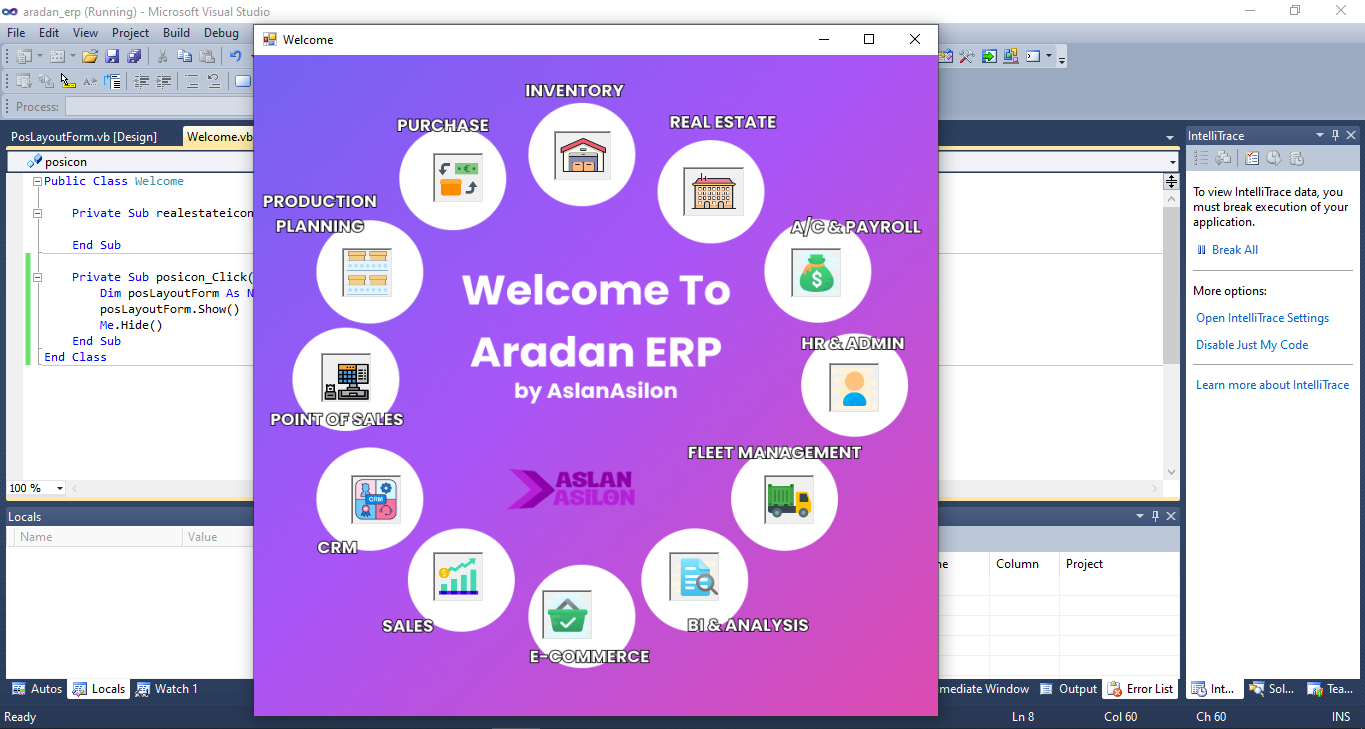 aradan_erp (Running) - Microsoft Visual Studio
File Edit View Project Build Debug
Process:
PosLayoutForm.vb [Design] Welcome.vb
posicon
Public Class Welcome
Private Sub realestateicon
End Sub
Private Sub posicon_Click(
Dim posLayoutForm As N
posLayoutForm.Show()
Me.Hide()
End Sub
End Class
100 %
Locals
Name Value
Autos Locals Watch 1
Ready
Welcome
INVENTORY
PURCHASE
REAL ESTATE
PRODUCTION
PLANNING
A/C & PAYROLL
Welcome To
Aradan ERP
by AslanAsilon
HR & ADMIN
POINT OF SALES
FLEET MANAGEMENT
CRM
CRM
ASLAN
ASILON
SALES
BI & ANALYSIS
E-COMMERCE
IntelliTrace
To view IntelliTrace data, you
must break execution of your
application.
Break All
More options:
Open IntelliTrace Settings
Disable Just My Code
Learn more about IntelliTrace
ne Column Project
mediate Window Output Error List
Int... Sol... Tea...
Ln 8 Col 60 Ch 60 INS